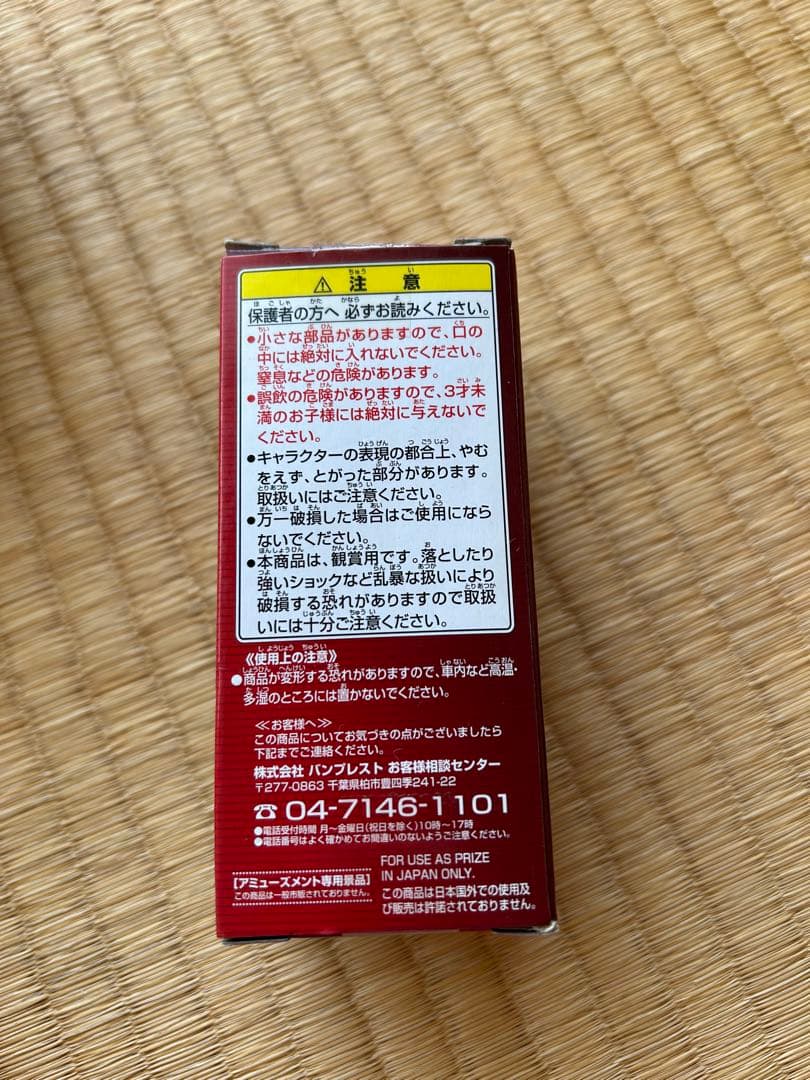 ⚠ 注意
保護者の方へ 必ずお読みください。
●小さな部品がありますので、口の
中には絶対に入れないでください。
窒息などの危険があります。
●誤飲の危険がありますので、3才未
満のお子様には絶対に与えないで
ください。
●キャラクターの表現の都合上、やむ
をえず、とがった部分があります。
取扱いにはご注意ください。
●万一破損した場合はご使用になら
ないでください。
●本商品は、観賞用です。落としたり
強いショックなど乱暴な扱いにより
破損する恐れがありますので取扱
いには十分ご注意ください。
《使用上の注意》
●商品が変形する恐れがありますので、車内など高温・
多湿のところには置かないでください。
≪お客様へ≫
この商品についてお気づきの点がございましたら
下記までご連絡ください。
株式会社 バンプレスト お客様相談センター
〒277-0863 千葉県柏市豊四季241-22
☎ 04-7146-1101
●電話受付時間 月〜金曜日(祝日を除く)10時〜17時
●電話番号はよく確かめてお間違いのないようご注意ください。
[アミューズメント専用景品]
この商品は一般市販されておりません。
FOR USE AS PRIZE
IN JAPAN ONLY.
この商品は日本国外での使用及
び販売は許諾されておりません。